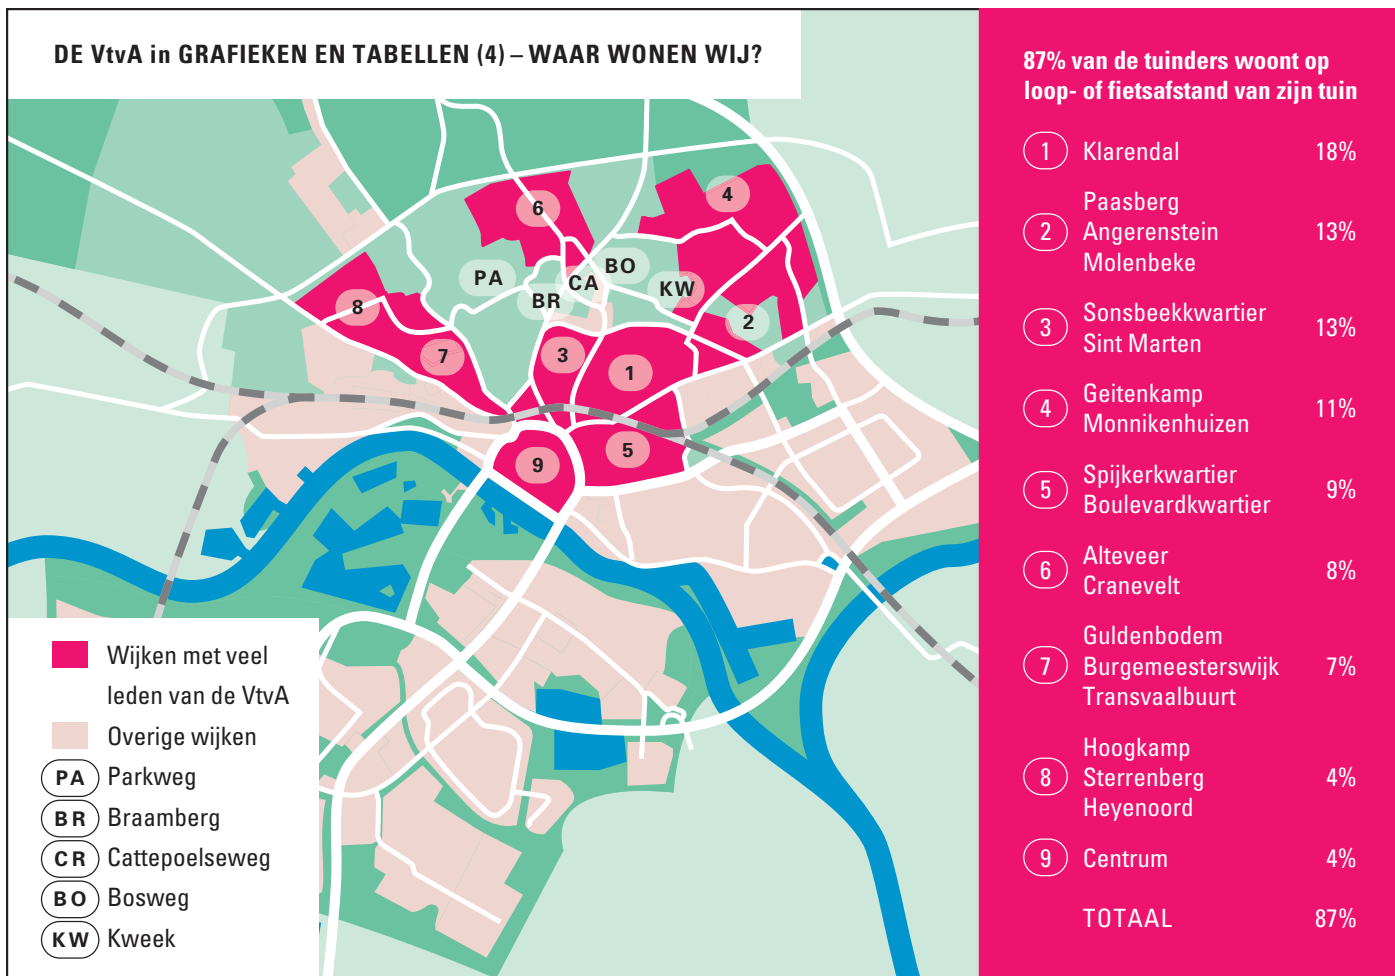 DE VtvA in GRAFIEKEN EN TABELLEN (4) – WAAR WONEN WIJ?
6
4
PA
BO
CA
BR
KW
8
2
7
3
1
5
9
Wijken met veel
leden van de VtvA
Overige wijken
PA Parkweg
BR Braamberg
CR Cattepoelseweg
BO Bosweg
KW Kweek
87% van de tuinders woont op
loop- of fietsafstand van zijn tuin
1 Klarendal 18%
Paasberg
2 Angerenstein 13%
Molenbeke
3 Sonsbeekkwartier 13%
Sint Marten
4 Geitenkamp 11%
Monnikenhuizen
5 Spijkerkwartier 9%
Boulevardkwartier
6 Alteveer 8%
Cranevelt
Guldenbodem
7 Burgemeesterswijk 7%
Transvaalbuurt
Hoogkamp
8 Sterrenberg 4%
Heyenoord
9 Centrum 4%
TOTAAL 87%